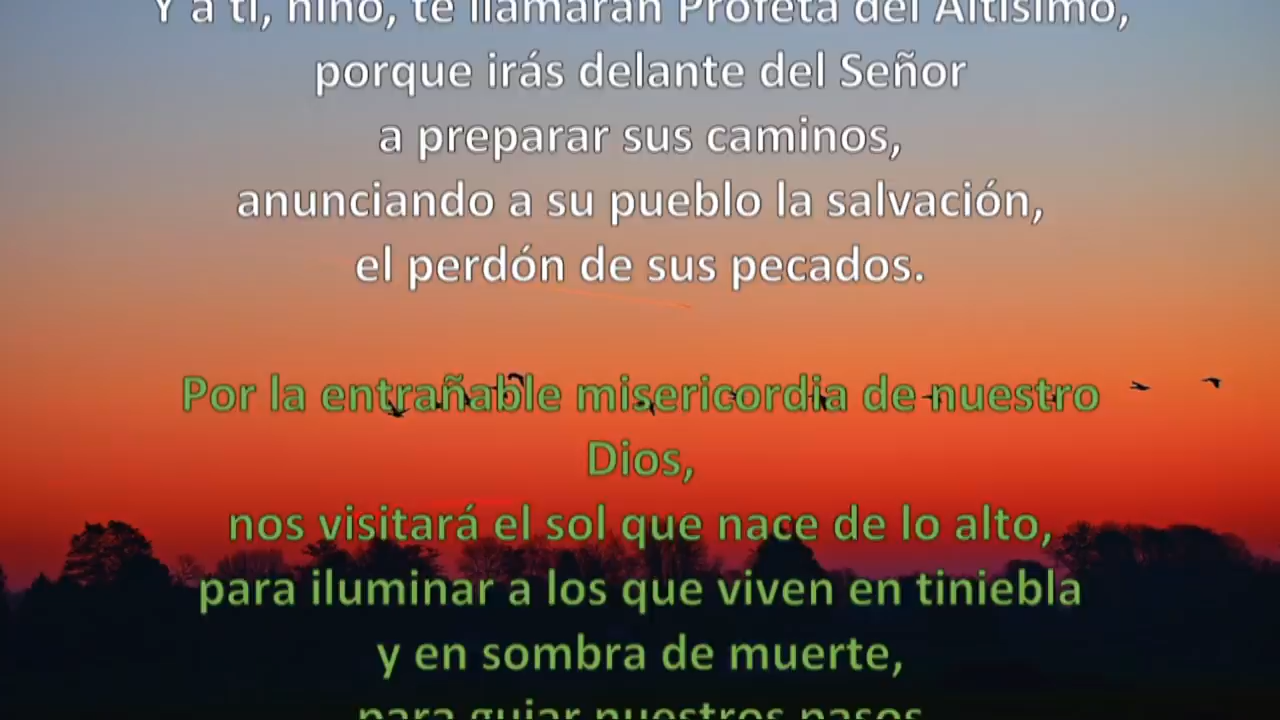 Y a ti, niño, te llamarán Profeta del Altísimo,
porque irás delante del Señor
a preparar sus caminos,
anunciando a su pueblo la salvación,
el perdón de sus pecados.
Por la entrañable misericordia de nuestro
Dios,
nos visitará el sol que nace de lo alto,
para iluminar a los que viven en tiniebla
y en sombra de muerte,
para guiar nuestros pasos